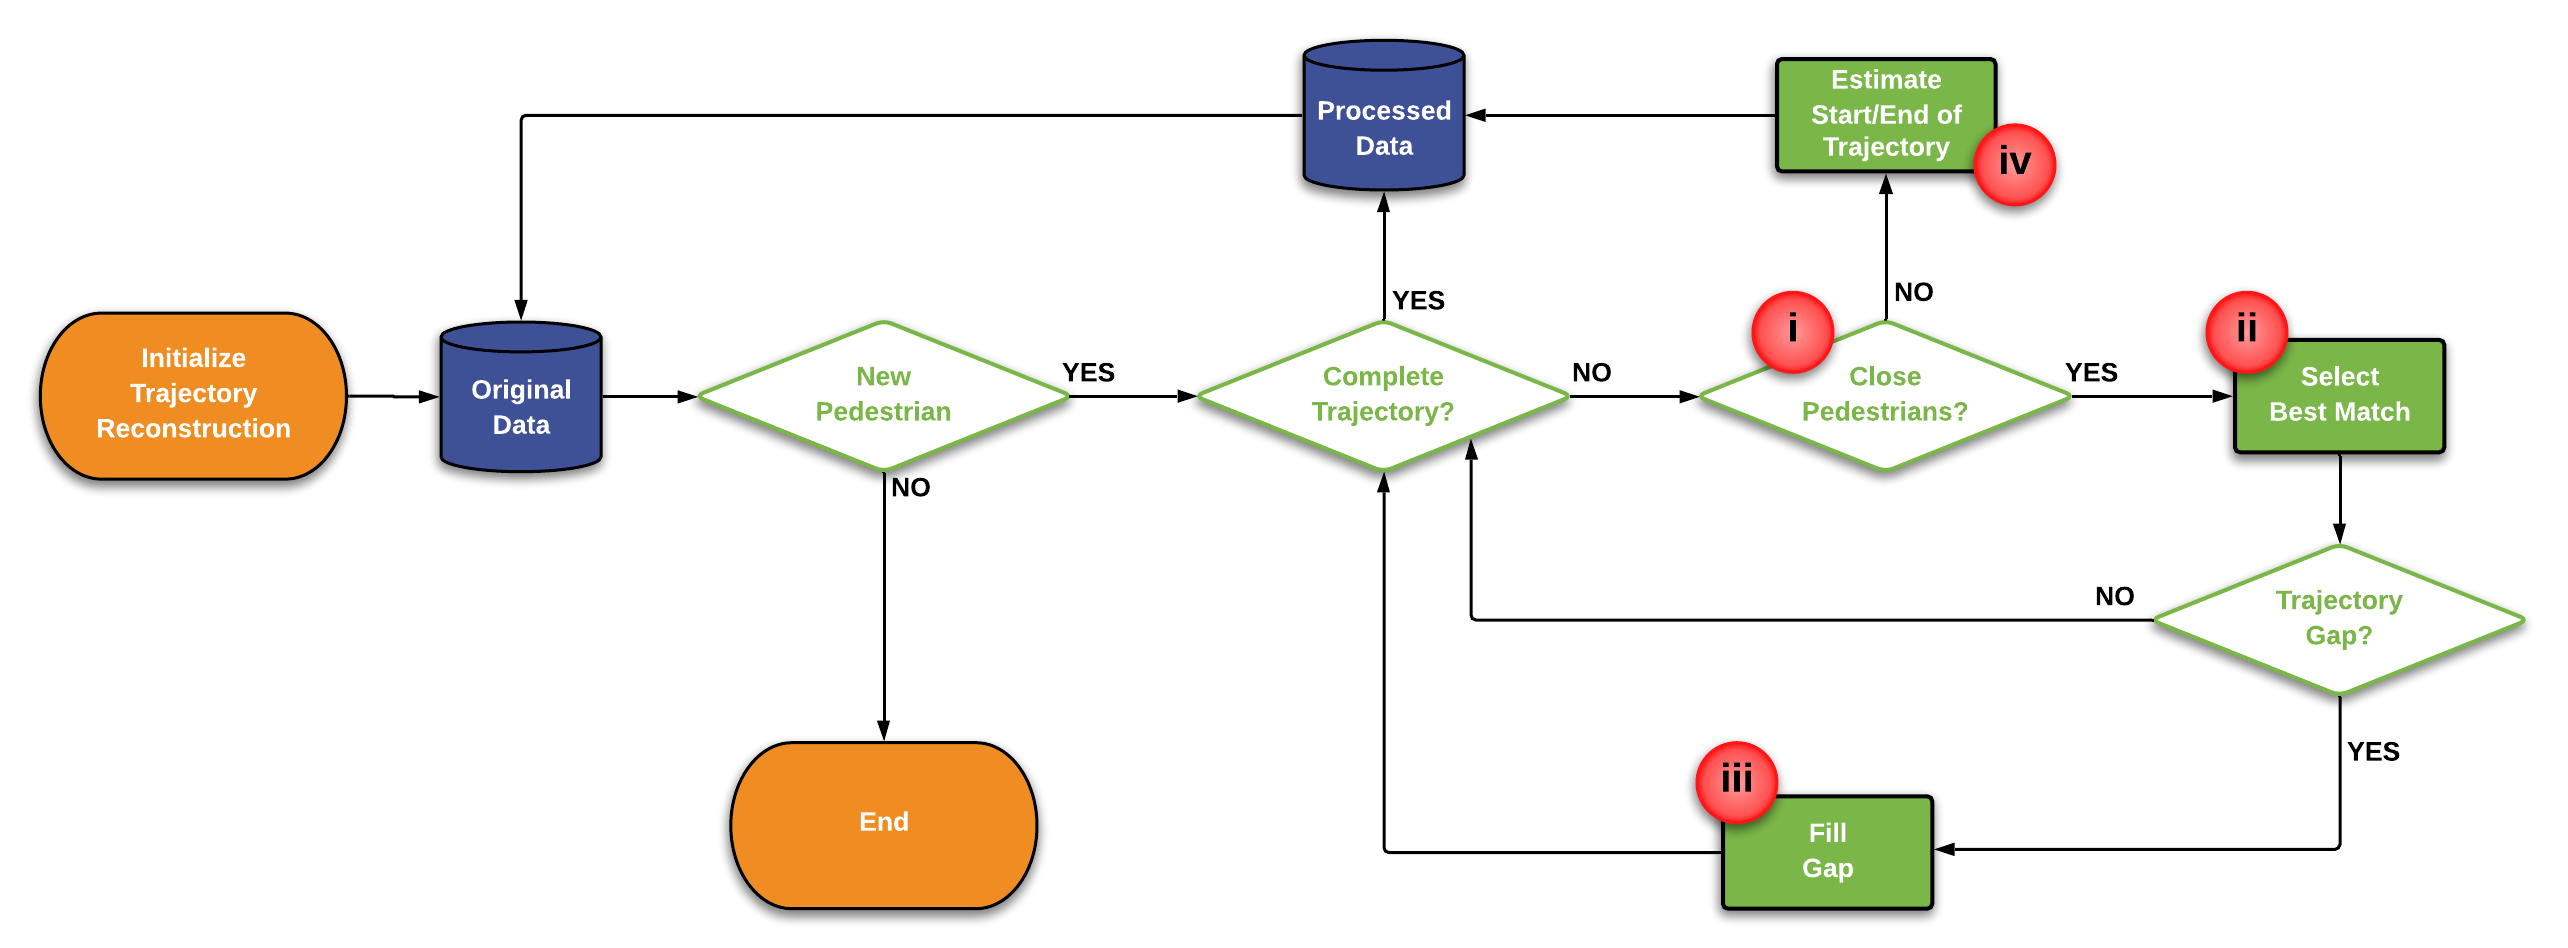 Processed
Data
Estimate
Start/End of
Trajectory
iv
YES
NO
i
ii
Initialize
Trajectory
Reconstruction
Original
Data
New
Pedestrian
YES
Complete
Trajectory?
NO
Close
Pedestrians?
YES
Select
Best Match
NO
NO
Trajectory
Gap?
YES
iii
End
Fill
Gap